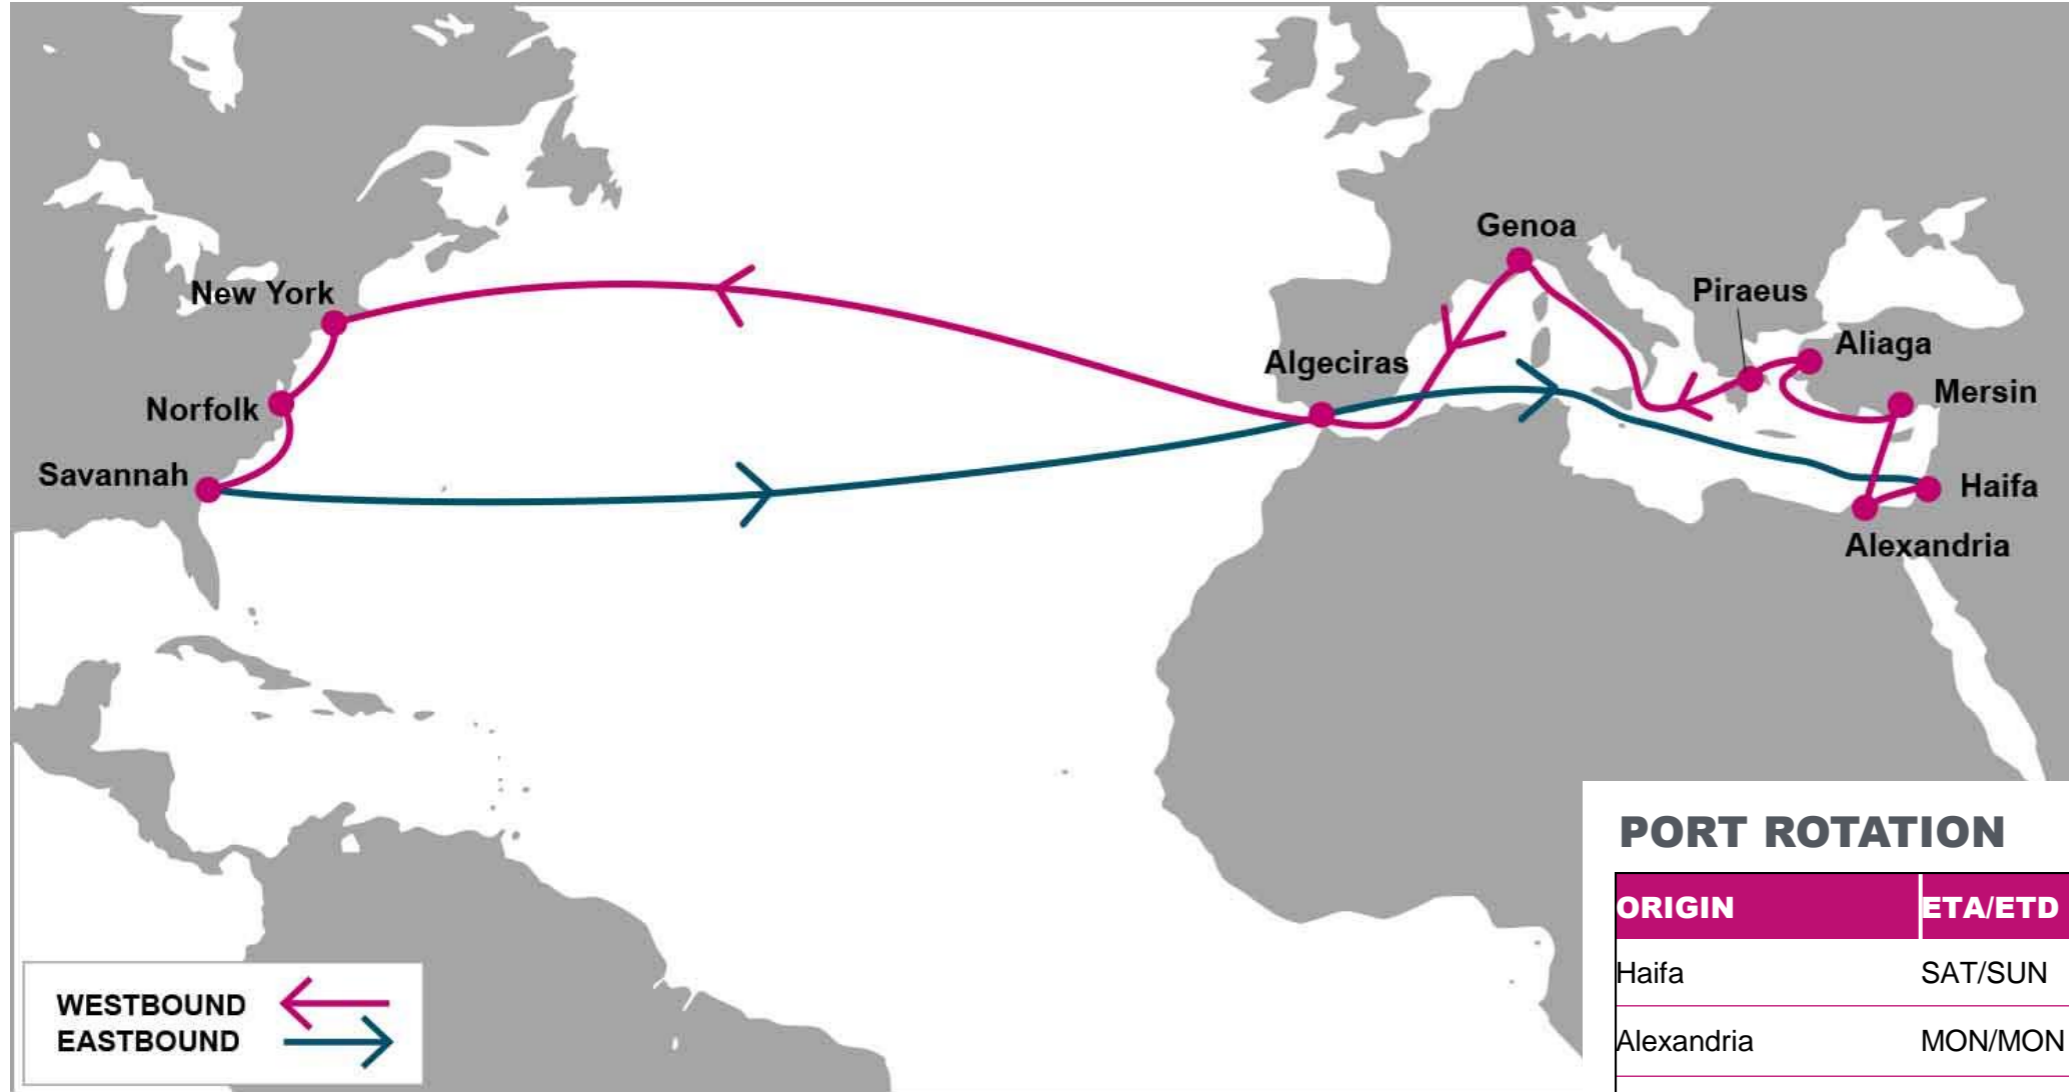 Genoa
New York
Piraeus
Aliaga
Algeciras
Mersin
Norfolk
Savannah
Haifa
Alexandria
PORT ROTATION
ORIGIN ETA/ETD
Haifa SAT/SUN
Alexandria MON/MON
WESTBOUND
EASTBOUND